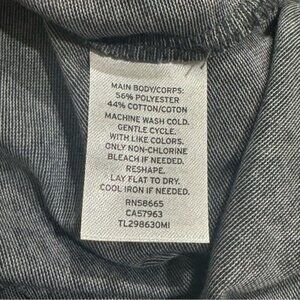 MAIN BODY/CORPS:
56% POLYESTER
44% COTTON/COTON
MACHINE WASH COLD.
GENTLE CYCLE.
WITH LIKE COLORS.
ONLY NON-CHLORINE
BLEACH IF NEEDED.
RESHAPE.
LAY FLAT TO DRY.
COOL IRON IF NEEDED.
RN58665
CA57963
TL298630MI